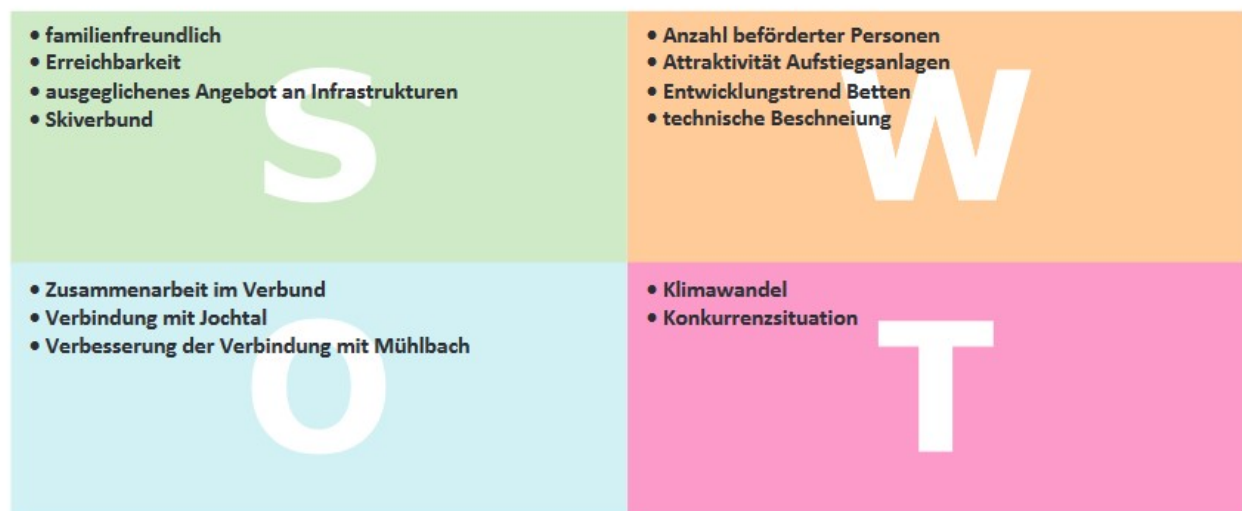 • familienfreundlich
• Erreichbarkeit
• ausgeglichenes Angebot an Infrastrukturen
• Skiverbund
S
• Anzahl beförderter Personen
• Attraktivität Aufstiegsanlagen
• Entwicklungstrend Betten
• technische Beschneiung
W
• Zusammenarbeit im Verbund
• Verbindung mit Jochtal
• Verbesserung der Verbindung mit Mühlbach
O
• Klimawandel
• Konkurrenzsituation
T